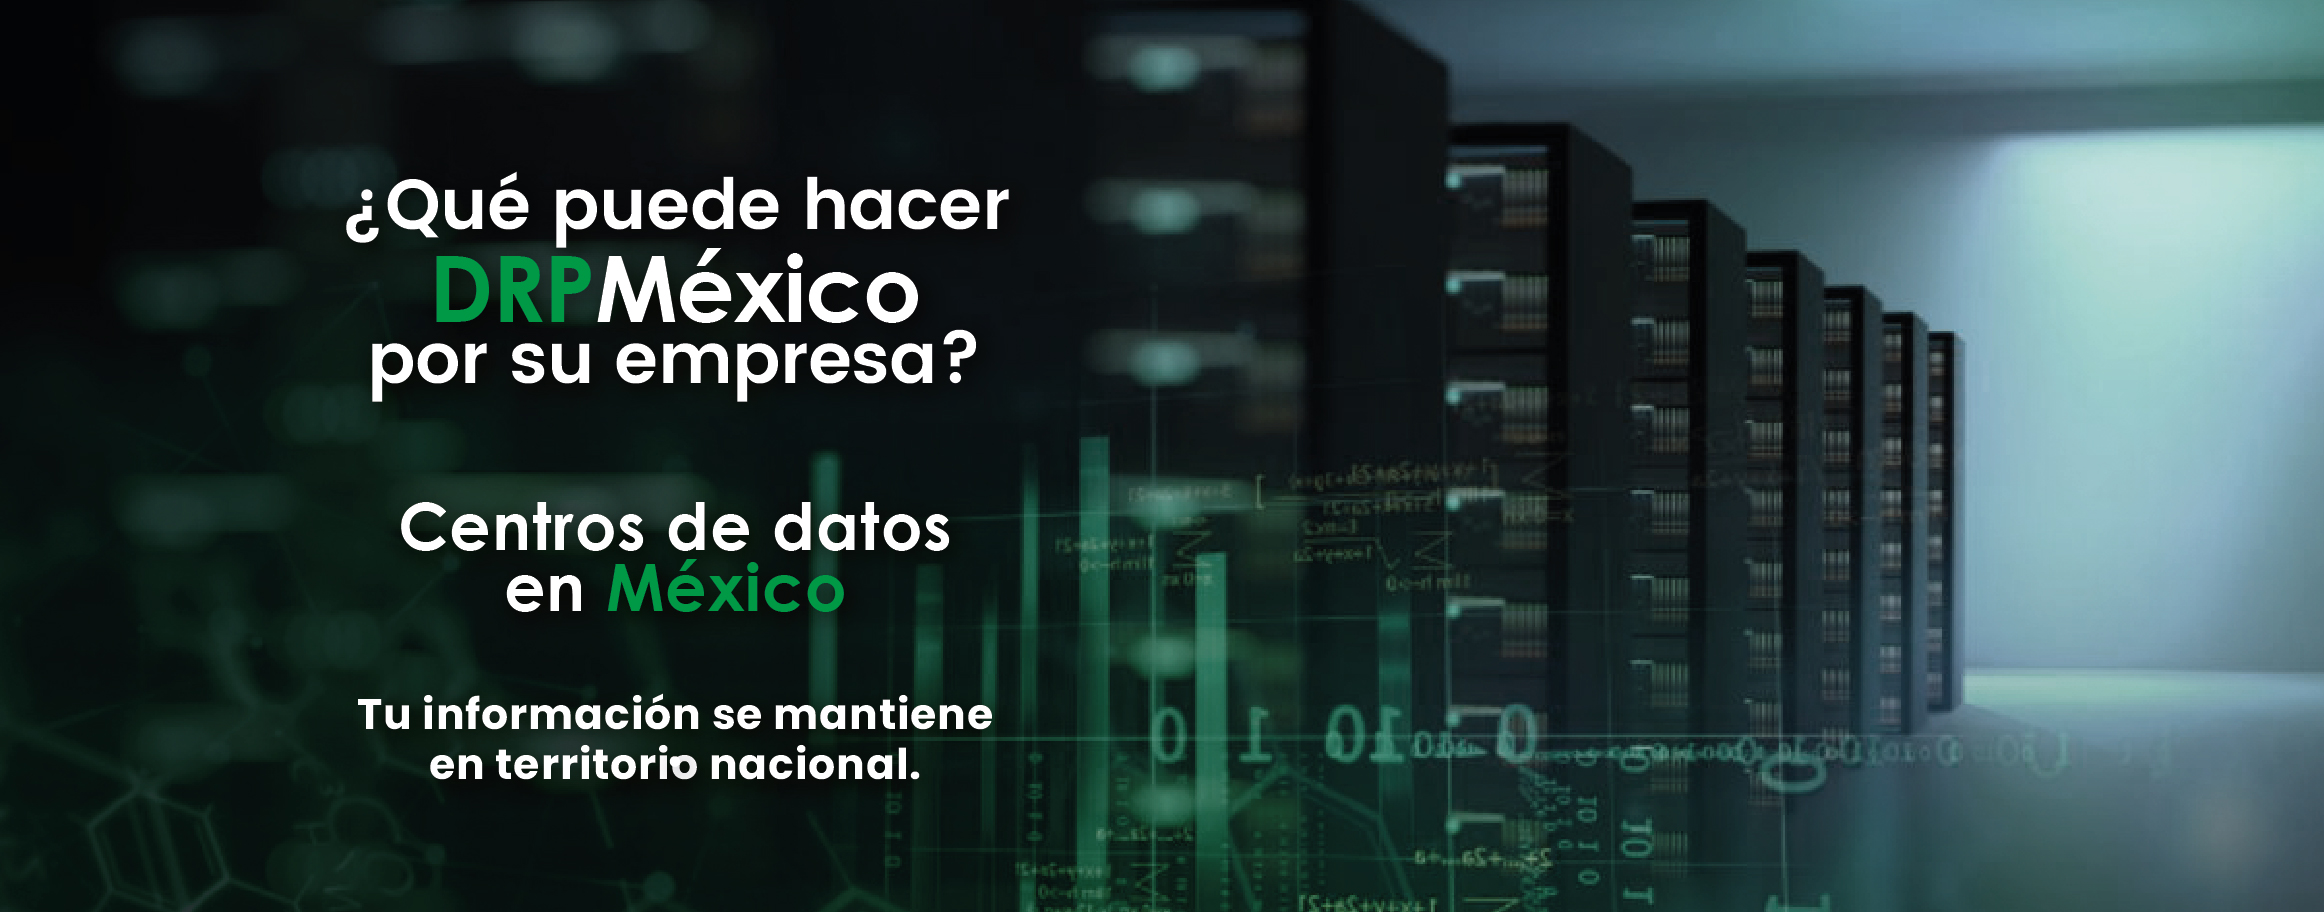 ¿Qué puede hacer
DRPMéxico
por su empresa?
Centros de datos
en México
Tu información se mantiene
en territorio nacional.